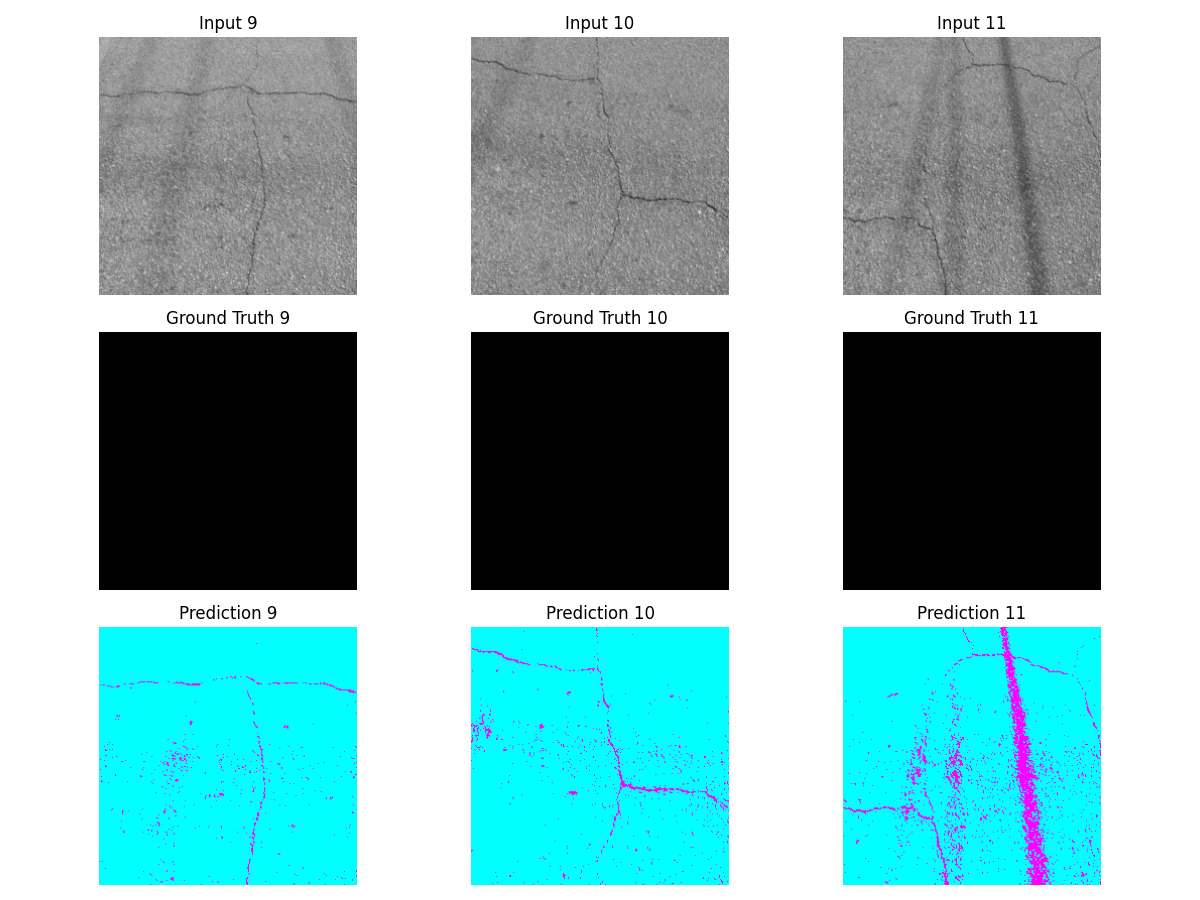 Input 9
Input 10
Input 11
Ground Truth 9
Ground Truth 10
Ground Truth 11
Prediction 9
Prediction 10
Prediction 11